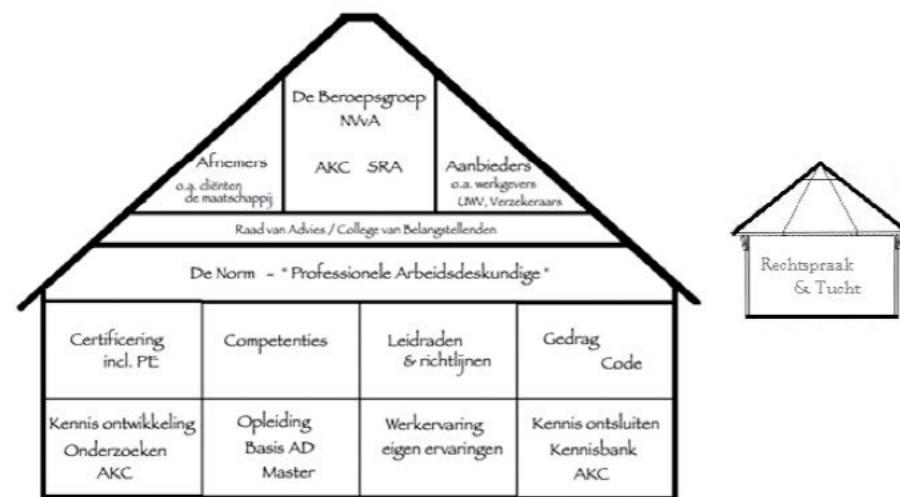 De Beroepsgroep
NVvA
AKC SRA
Afnemers
o.a. cliënten
de maatschappij
Aanbieders
o.a. werkgevers
UWV, Verzekeraars
Raad van Advies / College van Belangstellenden
De Norm - "Professionele Arbeidsdeskundige"
Certificering
incl. PE
Competenties
Leidraden
& richtlijnen
Gedrag
Code
Kennis ontwikkeling
Onderzoeken
AKC
Opleiding
Basis AD
Master
Werkervaring
eigen ervaringen
Kennis ontsluiten
Kennisbank
AKC
Rechtspraak
& Tucht